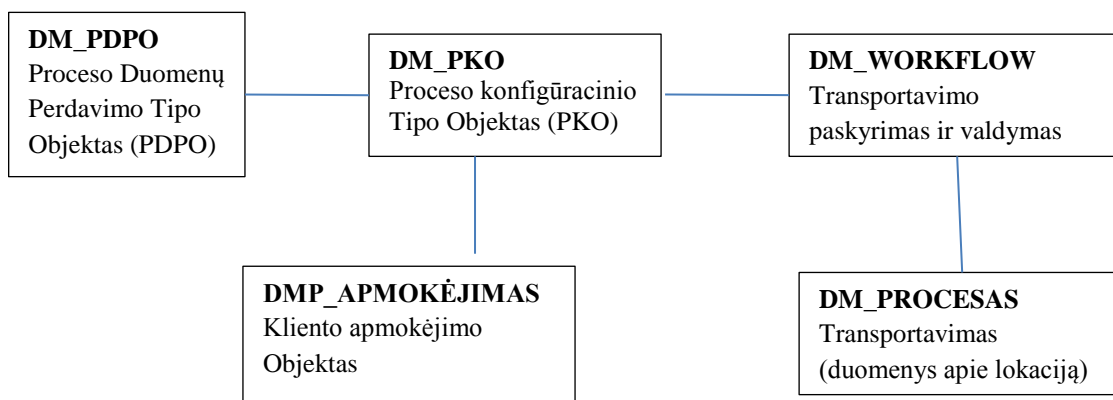 DM_PDPO
Proceso Duomenų
Perdavimo Tipo
Objektas (PDPO)
DM_PKO
Proceso konfigūracinio
Tipo Objektas (PKO)
DM_WORKFLOW
Transportavimo
paskyrimas ir valdymas
DMP_APMOKĖJIMAS
Kliento apmokėjimo
Objektas
DM_PROCESAS
Transportavimas
(duomenys apie lokaciją)